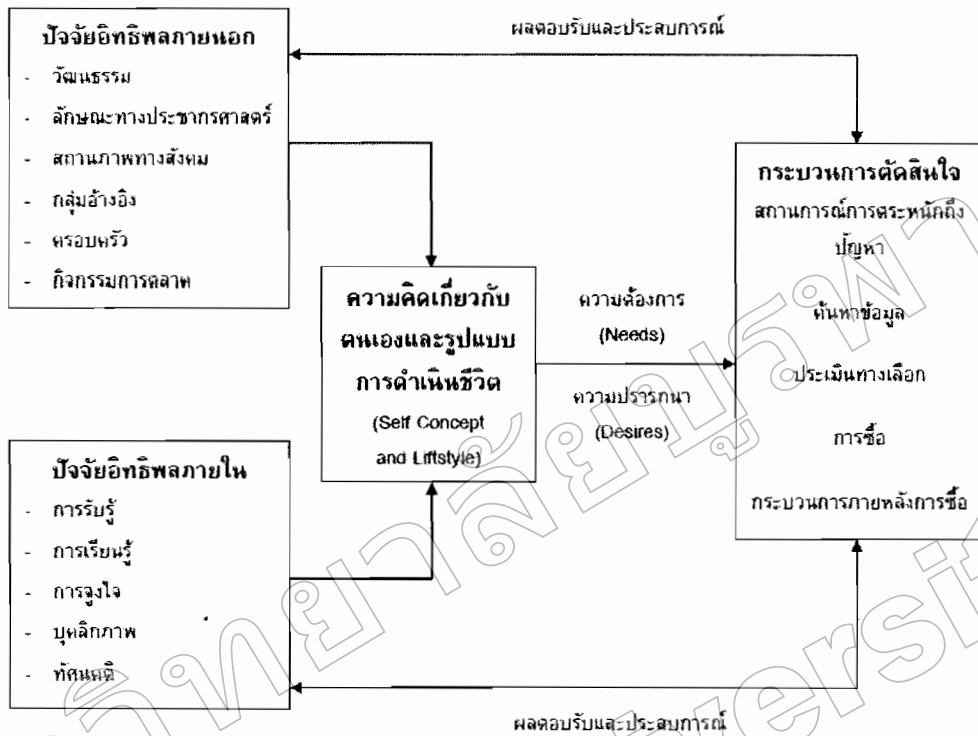 ปัจจัยอิทธิพลภายนอก
- วัฒนธรรม
- ลักษณะทางประชากรศาสตร์
- สถานภาพทางสังคม
- กลุ่มอ้างอิง
- ครอบครัว
- กิจกรรมการตลาด
ผลตอบรับและประสบการณ์
ความคิดเกี่ยวกับ
ตนเองและรูปแบบ
การดำเนินชีวิต
(Self Concept
and Liftstyle)
ความต้องการ
(Needs)
ความปรารถนา
(Desires)
กระบวนการตัดสินใจ
สถานการณ์การตระหนักถึง
ปัญหา
ค้นหาข้อมูล
ประเมินทางเลือก
การซื้อ
กระบวนการภายหลังการซื้อ
ปัจจัยอิทธิพลภายใน
- การรับรู้
- การเรียนรู้
- การจูงใจ
- บุคลิกภาพ
- ทัศนคติ
ผลตอบรับและประสบการณ์